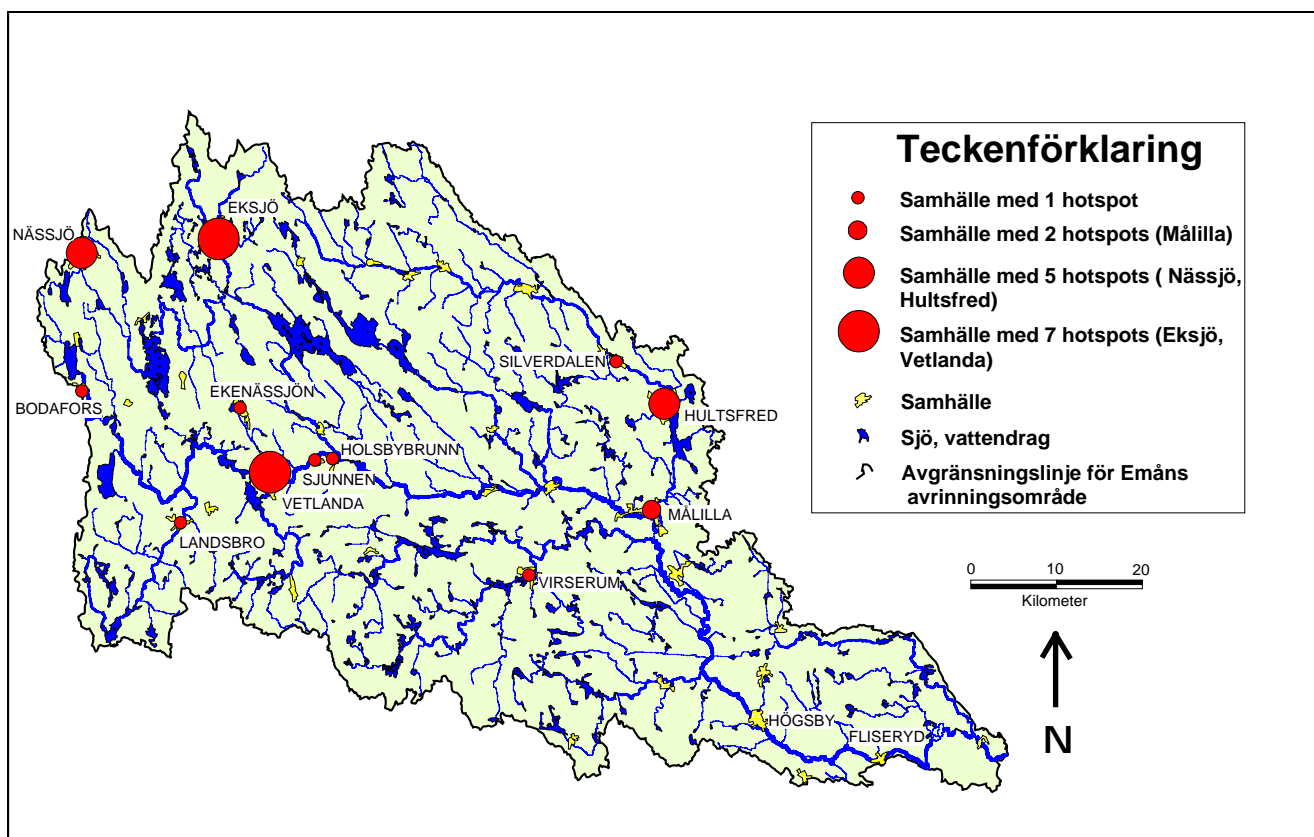 Teckenförklaring
Samhälle med 1 hotspot
Samhälle med 2 hotspots (Målilla)
Samhälle med 5 hotspots ( Nässjö,
Hultsfred)
Samhälle med 7 hotspots (Eksjö,
Vetlanda)
Samhälle
Sjö, vattendrag
Avgränsningslinje för Emåns
avrinningsområde
EKSJÖ
NÄSSJÖ
SILVERDALEN
EKENÄSSJÖN
BODAFORS
HULTSFRED
HOLSBYBRUNN
SJUNNEN
VETLANDA
MÅLILLA
LANDSBRO
VIRSERUM
HÖGSBY
FLISERYD
0 10 20
Kilometer
N